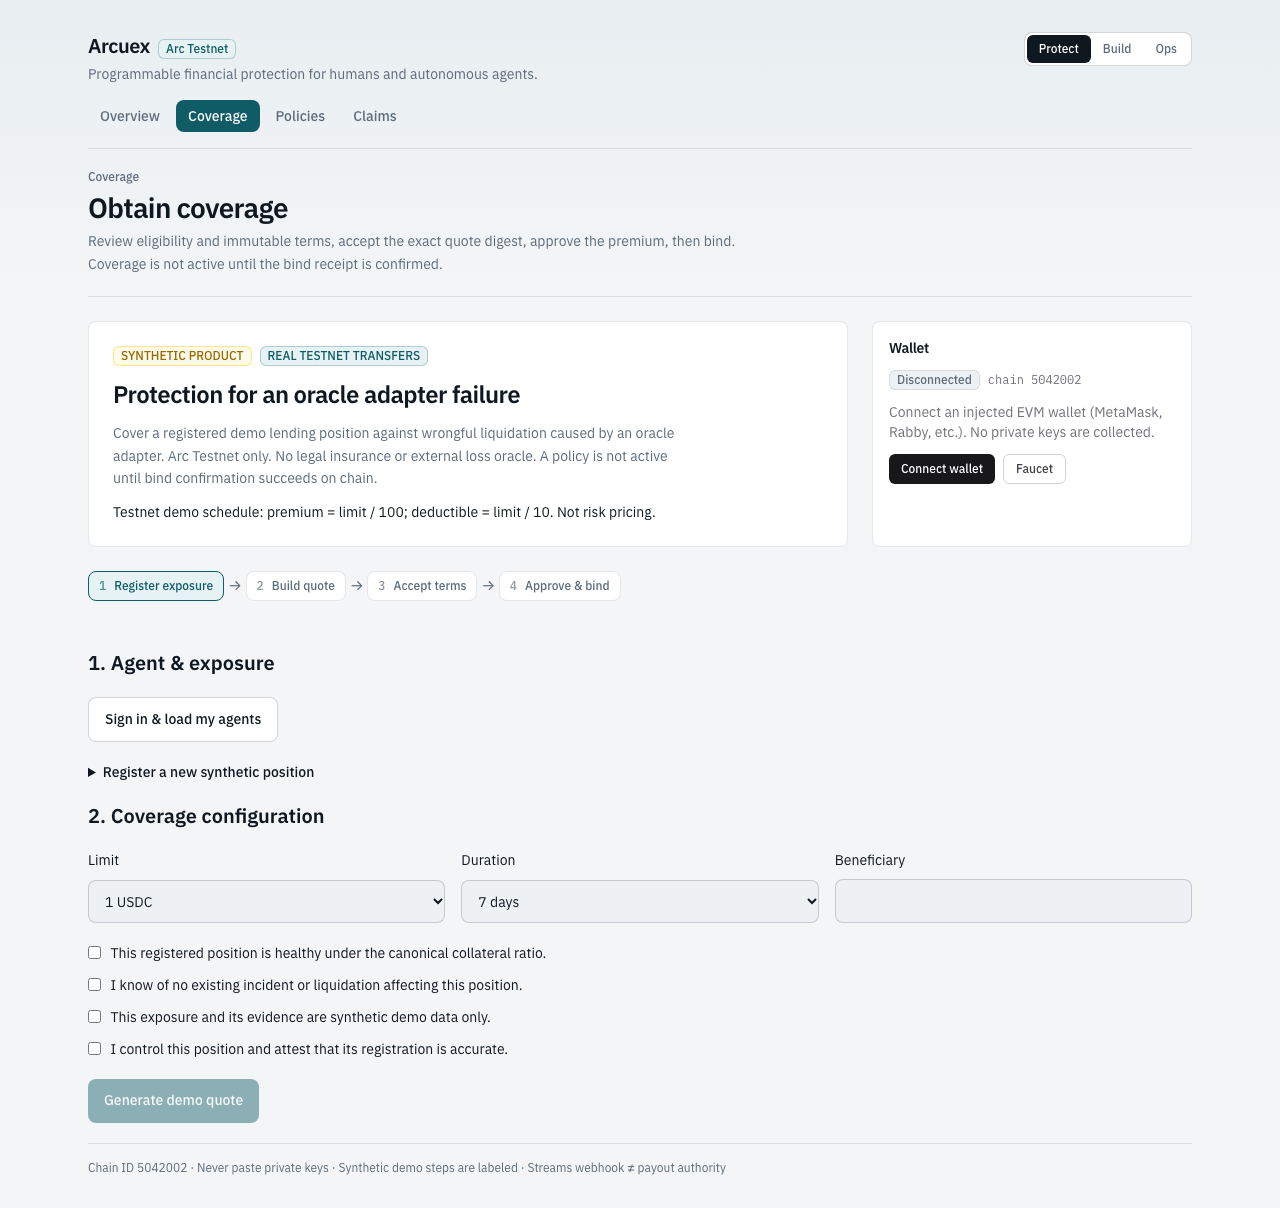 Arcuex Arc Testnet
Protect Build Ops
Programmable financial protection for humans and autonomous agents.
Overview Coverage Policies Claims
Coverage
Obtain coverage
Review eligibility and immutable terms, accept the exact quote digest, approve the premium, then bind.
Coverage is not active until the bind receipt is confirmed.
SYNTHETIC PRODUCT REAL TESTNET TRANSFERS
Protection for an oracle adapter failure
Cover a registered demo lending position against wrongful liquidation caused by an oracle
adapter. Arc Testnet only. No legal insurance or external loss oracle. A policy is not active
until bind confirmation succeeds on chain.
Testnet demo schedule: premium = limit / 100; deductible = limit / 10. Not risk pricing.
Wallet
Disconnected chain 5042002
Connect an injected EVM wallet (MetaMask,
Rabby, etc.). No private keys are collected.
Connect wallet Faucet
1 Register exposure → 2 Build quote → 3 Accept terms → 4 Approve & bind
1. Agent & exposure
Sign in & load my agents
Register a new synthetic position
2. Coverage configuration
Limit Duration Beneficiary
1 USDC 7 days
This registered position is healthy under the canonical collateral ratio.
I know of no existing incident or liquidation affecting this position.
This exposure and its evidence are synthetic demo data only.
I control this position and attest that its registration is accurate.
Generate demo quote
Chain ID 5042002 · Never paste private keys · Synthetic demo steps are labeled · Streams webhook ≠ payout authority